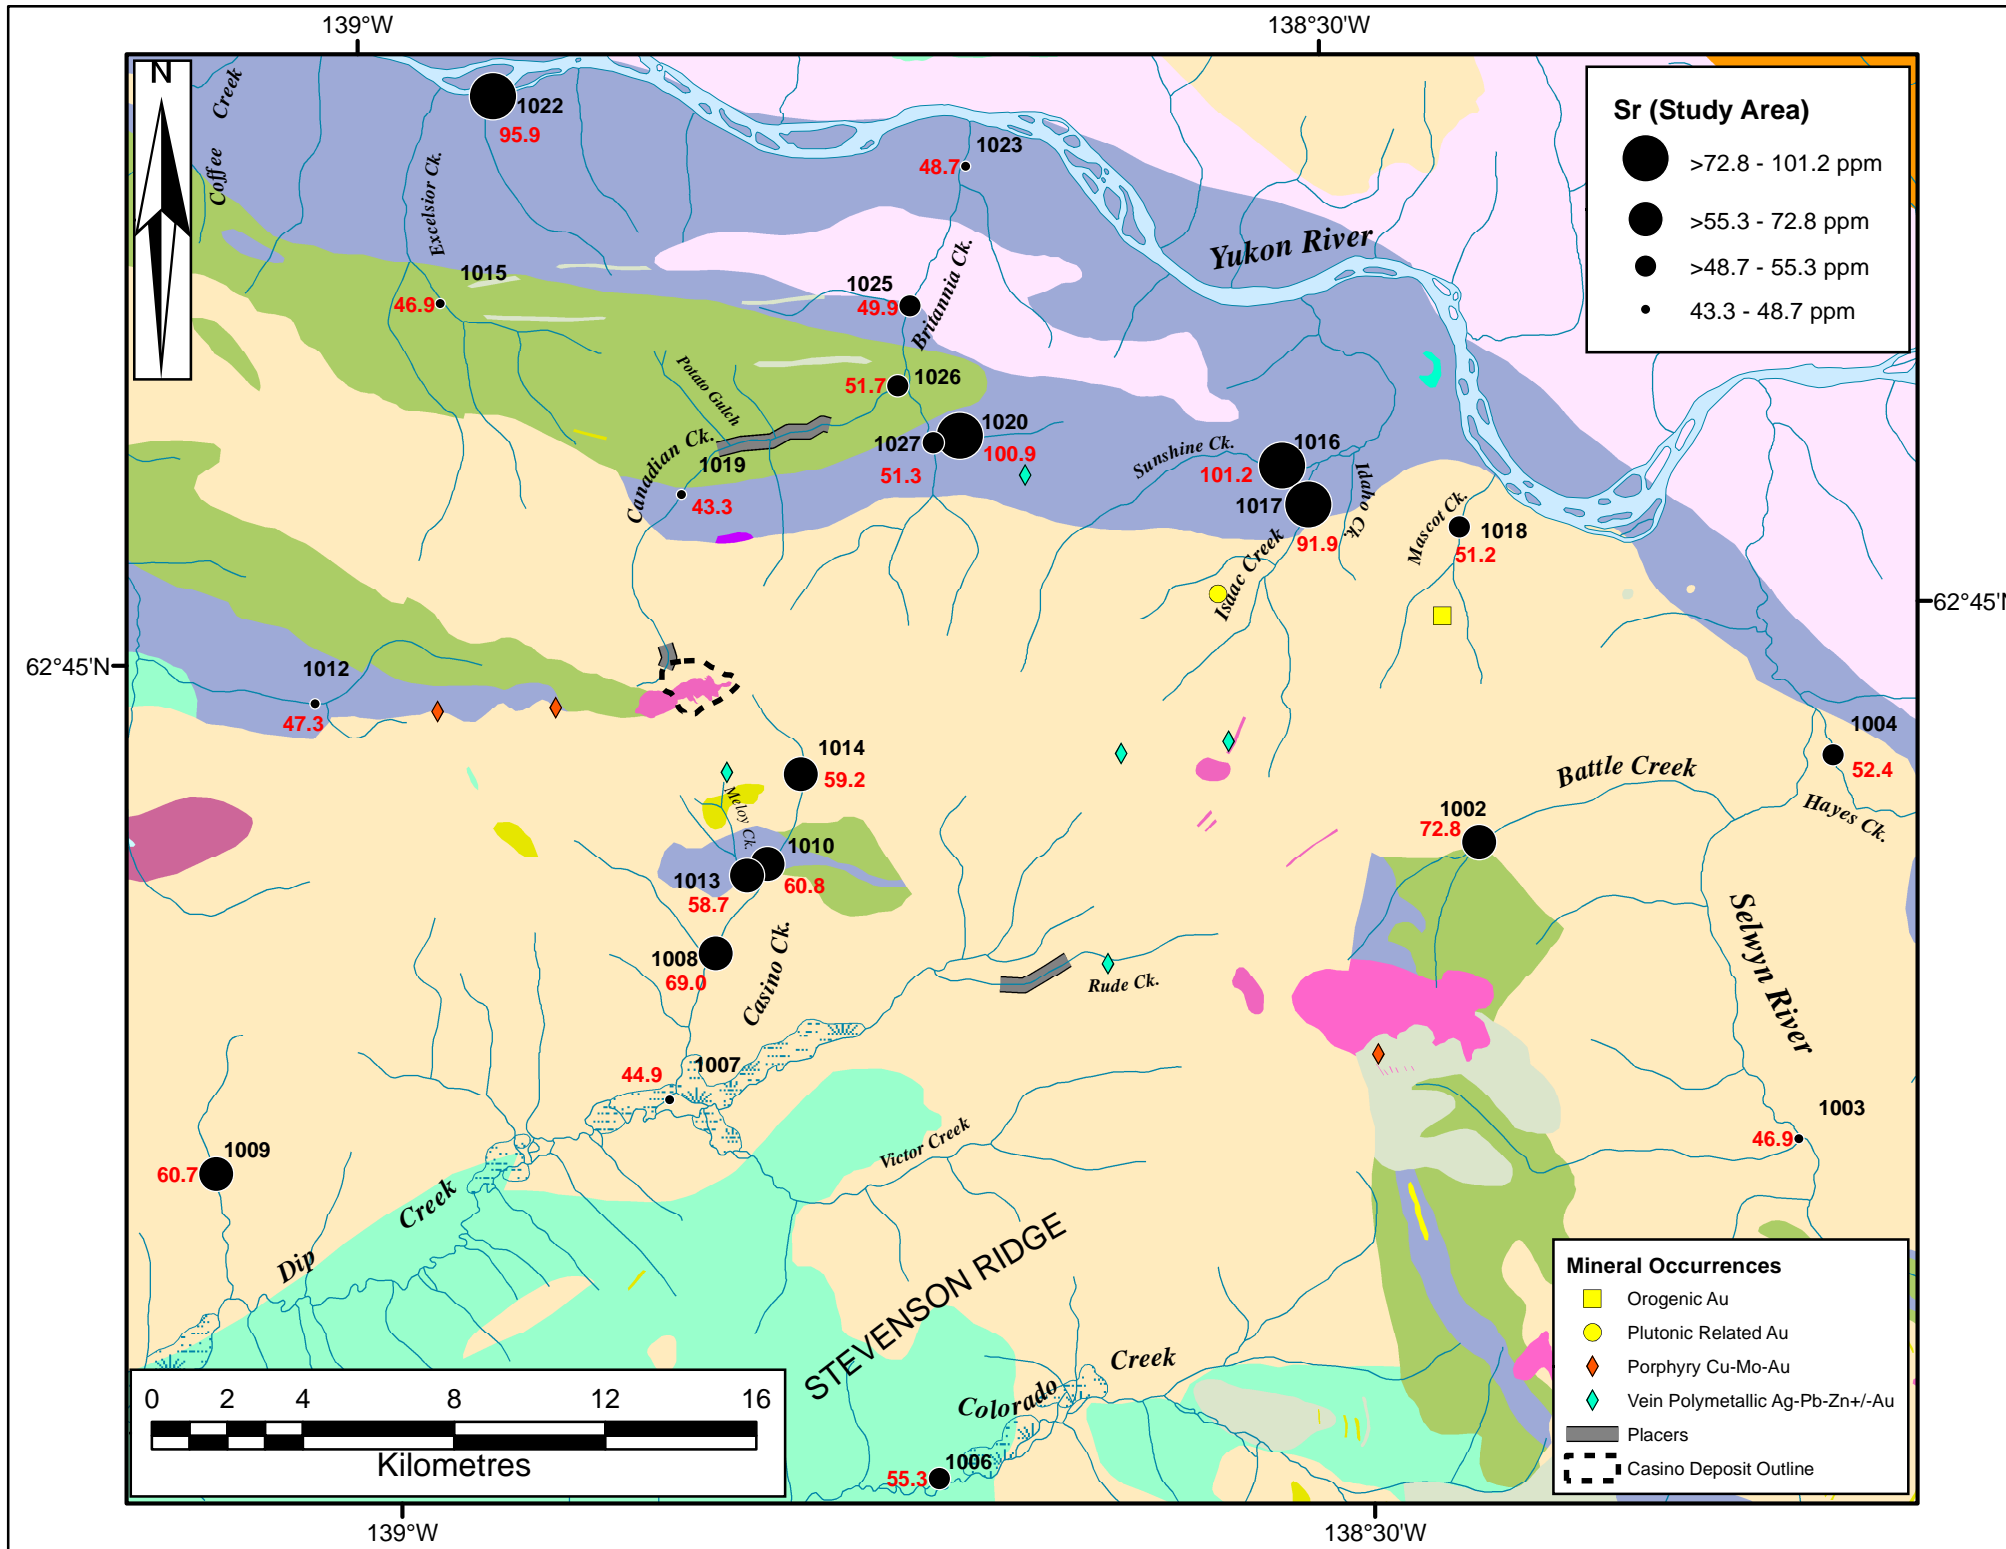 139°W
138°30'W
N
Coffee Creek
Excelsior Ck.
1022
95.9
1023
48.7
Sr (Study Area)
>72.8 - 101.2 ppm
>55.3 - 72.8 ppm
>48.7 - 55.3 ppm
43.3 - 48.7 ppm
Yukon River
1015
46.9
1025
49.9
Britannia Ck.
Potato Gulch
1026
51.7
Canadian Ck.
1019
43.3
1027
51.3
1020
100.9
Sunshine Ck.
1016
101.2
1017
91.9
Idaho Ck.
Isaac Creek
Mascot Ck.
1018
51.2
62°45'N
62°45'N
1012
47.3
1014
59.2
Meloy Ck.
1010
60.8
1013
58.7
1004
52.4
Battle Creek
Hayes Ck.
1002
72.8
1008
69.0
Casino Ck.
Rude Ck.
Selwyn River
1007
44.9
1003
46.9
1009
60.7
Victor Creek
Dip Creek
STEVENSON RIDGE
Colorado Creek
1006
55.3
Mineral Occurrences
Orogenic Au
Plutonic Related Au
Porphyry Cu-Mo-Au
Vein Polymetallic Ag-Pb-Zn+/-Au
Placers
Casino Deposit Outline
0 2 4 8 12 16
Kilometres
139°W
138°30'W